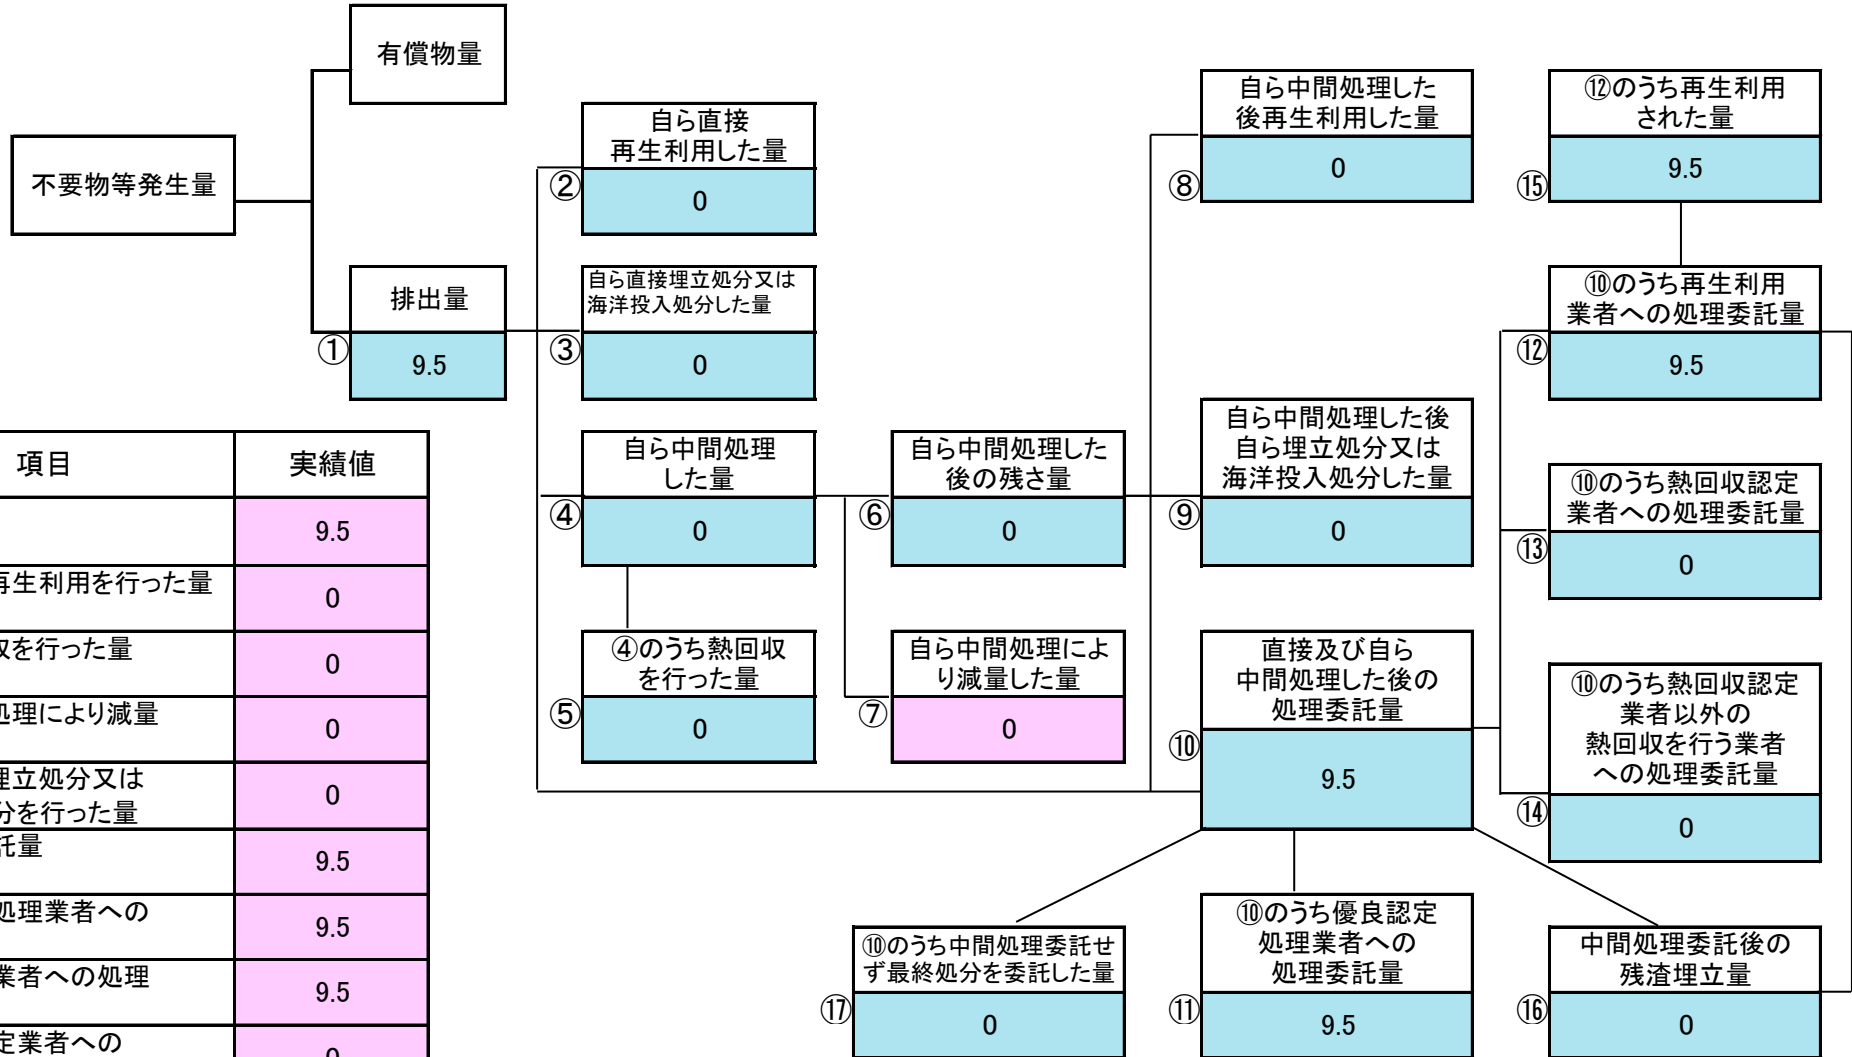 有償物量
不要物等発生量
排出量
①
9.5
自ら直接
再生利用した量
②
0
自ら直接埋立処分又は
海洋投入処分した量
③
0
自ら中間処理
した量
④
0
④のうち熱回収
を行った量
⑤
0
自ら中間処理した
後の残さ量
⑥
0
自ら中間処理によ
り減量した量
⑦
0
自ら中間処理した
後再生利用した量
⑧
0
自ら中間処理した後
自ら埋立処分又は
海洋投入処分した量
⑨
0
直接及び自ら
中間処理した後の
処理委託量
⑩
9.5
⑩のうち優良認定
処理業者への
処理委託量
⑪
9.5
⑫のうち再生利用
された量
⑮
9.5
⑩のうち再生利用
業者への処理委託量
⑫
9.5
⑩のうち熱回収認定
業者への処理委託量
⑬
0
⑩のうち熱回収認定
業者以外の
熱回収を行う業者
への処理委託量
⑭
0
中間処理委託後の
残渣埋立量
⑯
0
⑩のうち中間処理委託せ
ず最終処分を委託した量
⑰
0
項目 実績値
9.5
再生利用を行った量 0
収を行った量 0
処理により減量 0
埋立処分又は
分を行った量 0
託量 9.5
処理業者への 9.5
業者への処理 9.5
定業者への 0